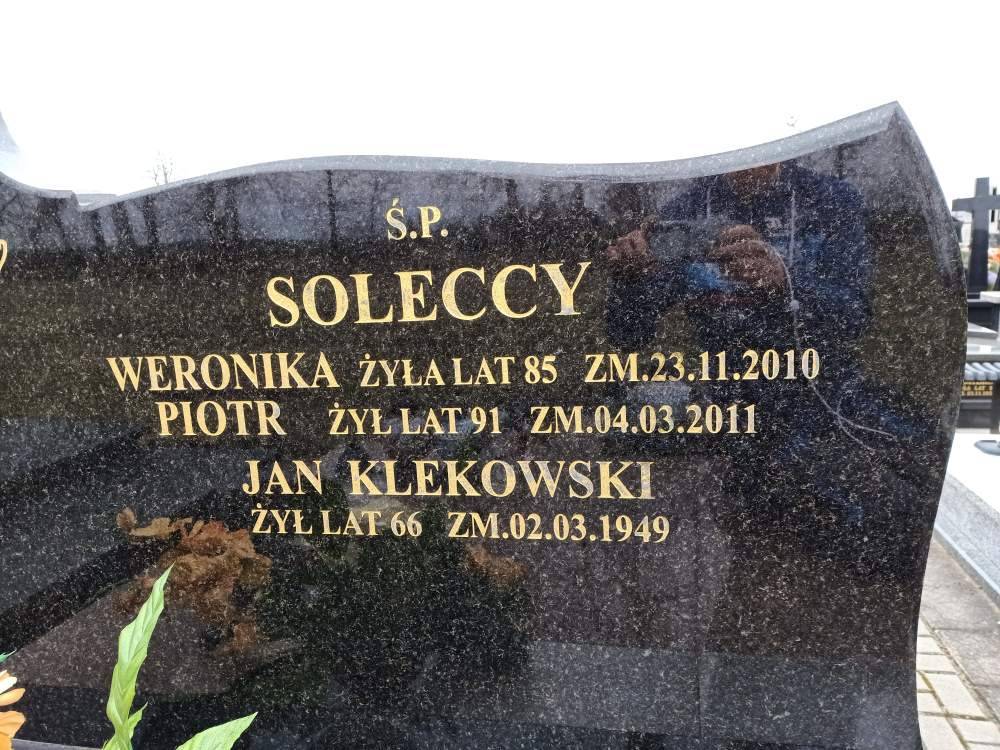 Ś.P.
SOLECCY
WERONIKA ŻYŁA LAT 85 ZM.23.11.2010
PIOTR ŻYŁ LAT 91 ZM.04.03.2011
JAN KLEKOWSKI
ŻYŁ LAT 66 ZM.02.03.1949